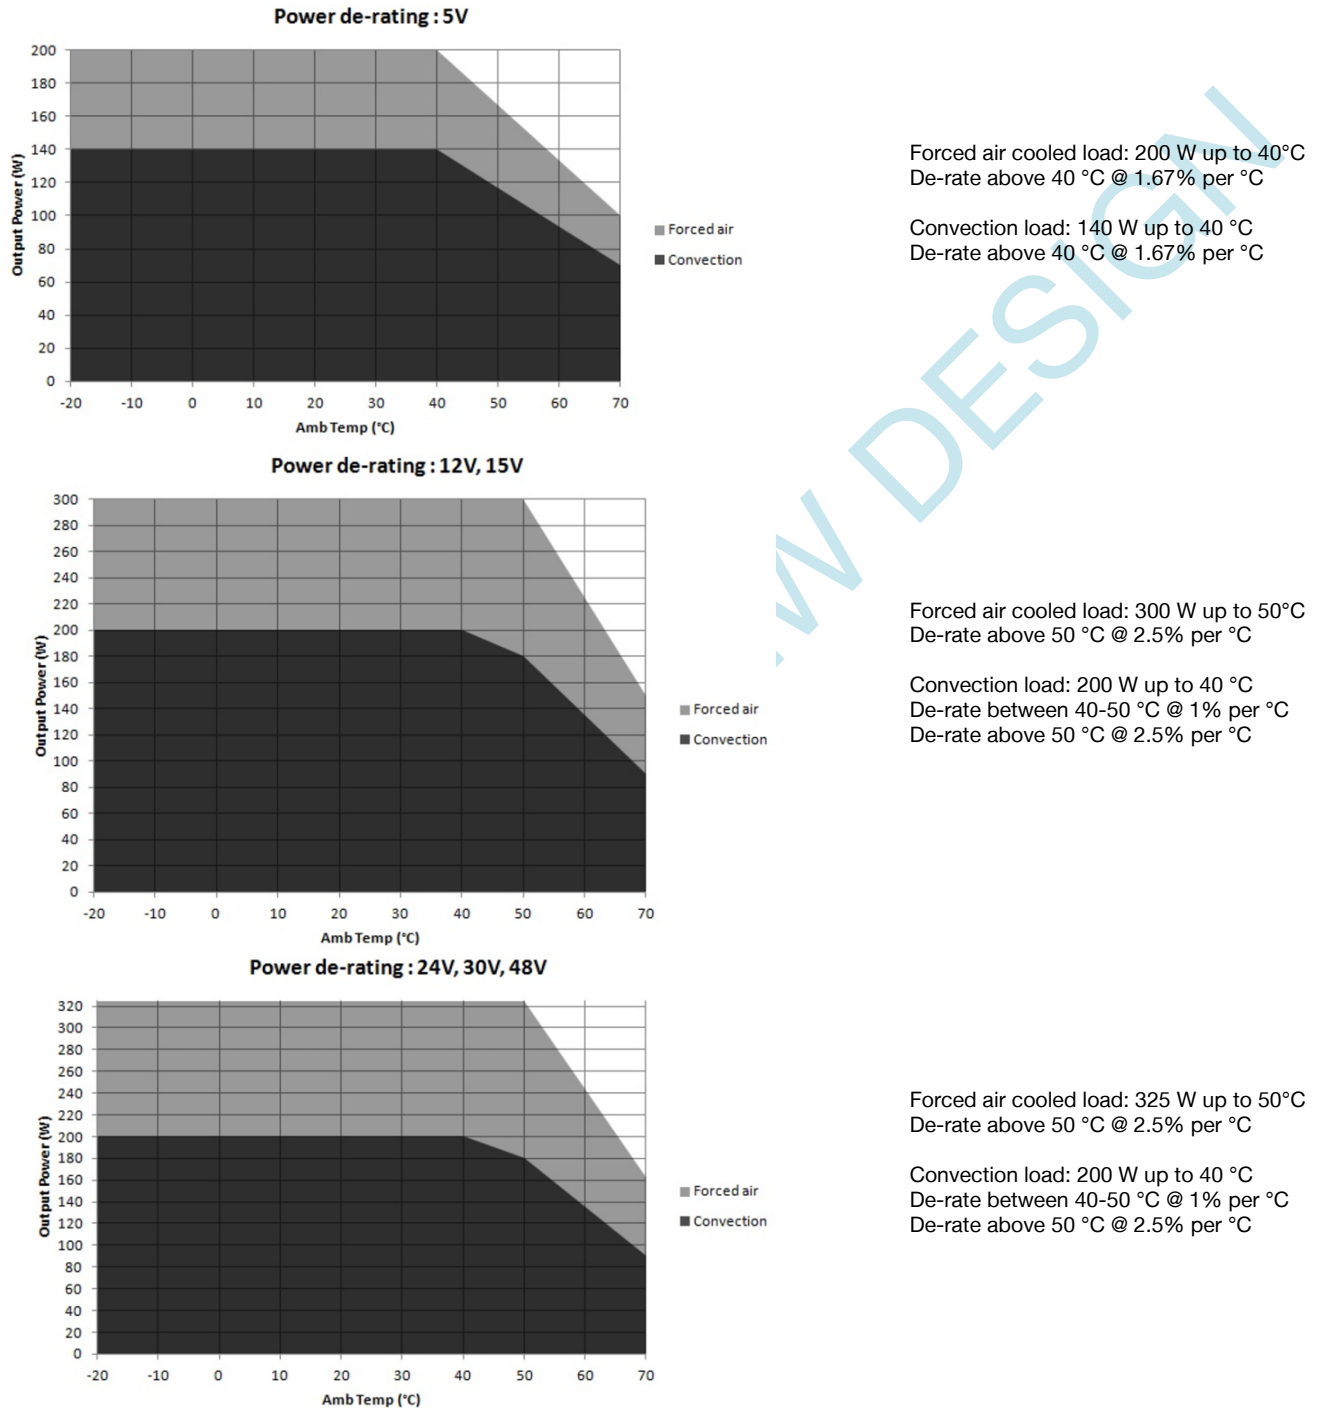 Power de-rating : 5V
200
180
160
140
120
100
80
60
40
20
0
Output Power (W)
-20 -10 0 10 20 30 40 50 60 70
Amb Temp (°C)
Forced air
Convection
Forced air cooled load: 200 W up to 40°C
De-rate above 40 °C @ 1.67% per °C
Convection load: 140 W up to 40 °C
De-rate above 40 °C @ 1.67% per °C
Power de-rating : 12V, 15V
300
280
260
240
220
200
180
160
140
120
100
80
60
40
20
0
Output Power (W)
-20 -10 0 10 20 30 40 50 60 70
Amb Temp (°C)
Forced air
Convection
Forced air cooled load: 300 W up to 50°C
De-rate above 50 °C @ 2.5% per °C
Convection load: 200 W up to 40 °C
De-rate between 40-50 °C @ 1% per °C
De-rate above 50 °C @ 2.5% per °C
Power de-rating : 24V, 30V, 48V
320
300
280
260
240
220
200
180
160
140
120
100
80
60
40
20
0
Output Power (W)
-20 -10 0 10 20 30 40 50 60 70
Amb Temp (°C)
Forced air
Convection
Forced air cooled load: 325 W up to 50°C
De-rate above 50 °C @ 2.5% per °C
Convection load: 200 W up to 40 °C
De-rate between 40-50 °C @ 1% per °C
De-rate above 50 °C @ 2.5% per °C
W DESIGN